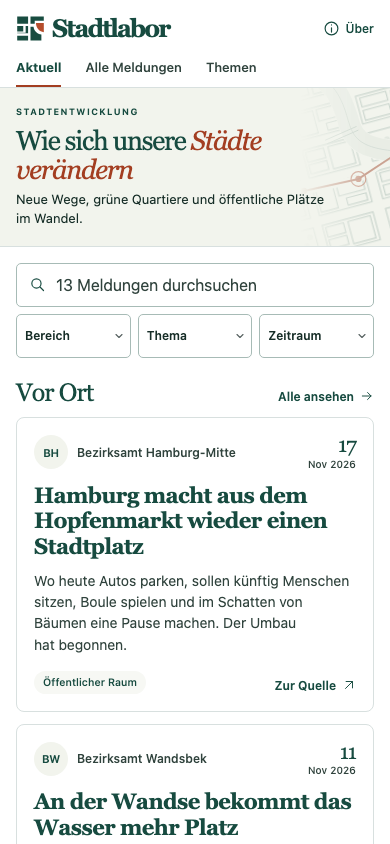 Stadtlabor
Über
Aktuell
Alle Meldungen
Themen
STADTENTWICKLUNG
Wie sich unsere Städte
verändern
Neue Wege, grüne Quartiere und öffentliche Plätze
im Wandel.
13 Meldungen durchsuchen
Bereich
Thema
Zeitraum
Vor Ort
Alle ansehen
BH
Bezirksamt Hamburg-Mitte
17
Nov 2026
Hamburg macht aus dem
Hopfenmarkt wieder einen
Stadtplatz
Wo heute Autos parken, sollen künftig Menschen
sitzen, Boule spielen und im Schatten von
Bäumen eine Pause machen. Der Umbau
hat begonnen.
Öffentlicher Raum
Zur Quelle
BW
Bezirksamt Wandsbek
11
Nov 2026
An der Wandse bekommt das
Wasser mehr Platz